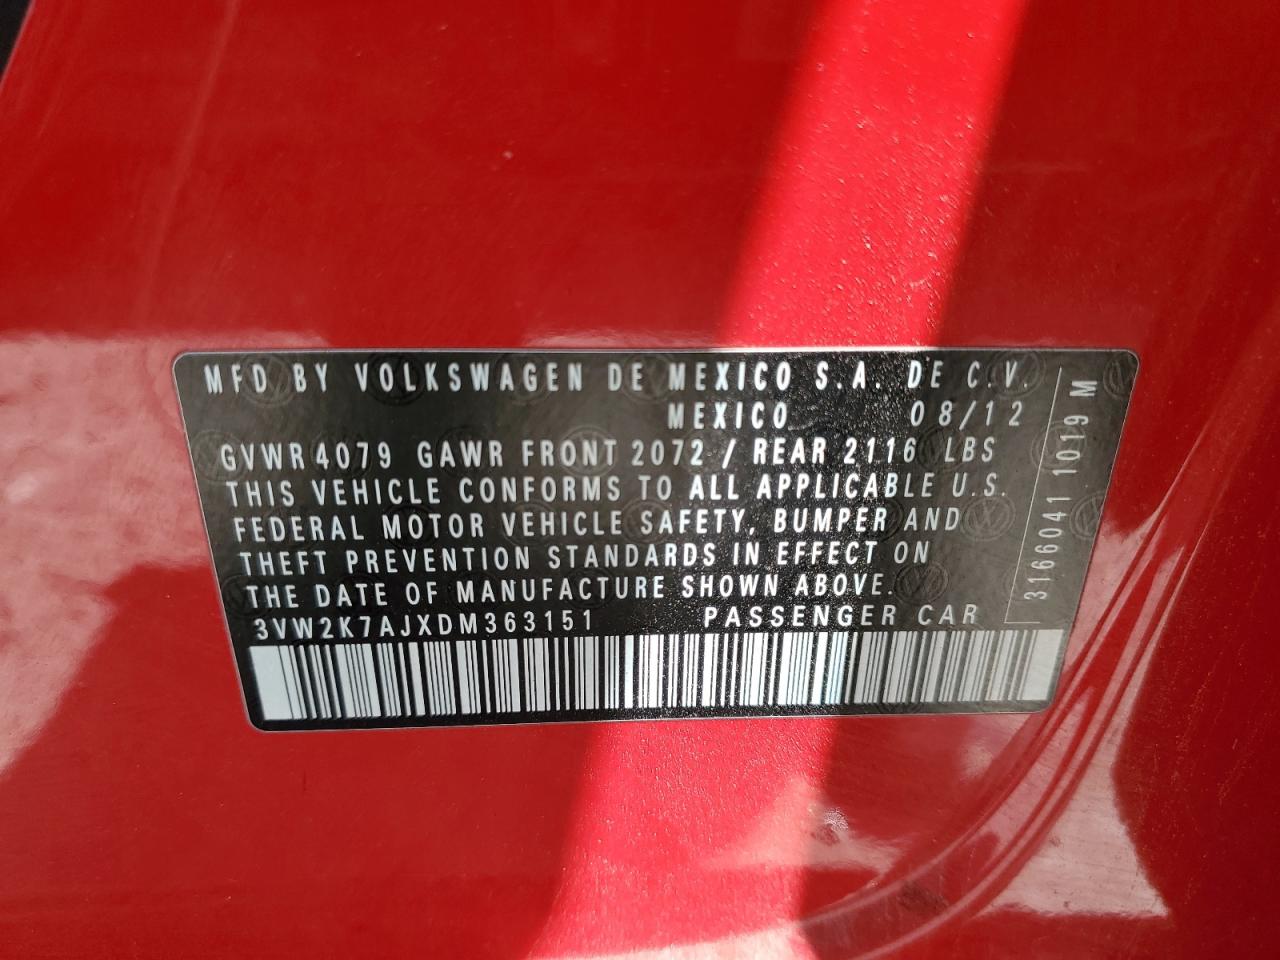 MFD BY VOLKSWAGEN DE MEXICO S.A. DE C.V.
MEXICO 08/12
GVWR 4079 GAWR FRONT 2072 / REAR 2116 LBS
THIS VEHICLE CONFORMS TO ALL APPLICABLE U.S.
FEDERAL MOTOR VEHICLE SAFETY, BUMPER AND
THEFT PREVENTION STANDARDS IN EFFECT ON
THE DATE OF MANUFACTURE SHOWN ABOVE.
3VW2K7AJXDM363151 PASSENGER CAR
3166041 1019 M